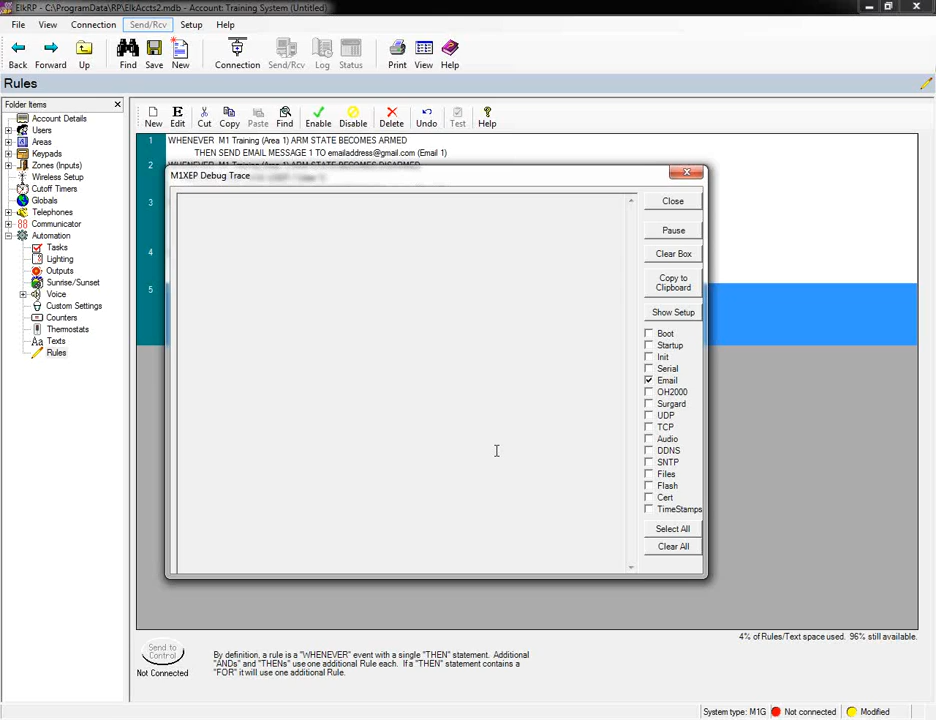 ElkRP - C:\ProgramData\RP\ElkAccts2.mdb - Account: Training System (Untitled)
File View Connection Send/Rcv Setup Help
Back Forward Up Find Save New Connection Send/Rcv Log Status Print View Help
Rules
Folder Items
New Edit Cut Copy Paste Find Enable Disable Delete Undo Test Help
Account Details
Users
Areas
Keypads
Zones (Inputs)
Wireless Setup
Cutoff Timers
Globals
Telephones
Communicator
Automation
Tasks
Lighting
Outputs
Sunrise/Sunset
Voice
Custom Settings
Counters
Thermostats
Texts
Rules
1 WHENEVER M1 Training (Area 1) ARM STATE BECOMES ARMED
THEN SEND EMAIL MESSAGE 1 TO emailaddress@gmail.com (Email 1)
2 WHENEVER M1 Training (Area 1) ARM STATE BECOMES DISARMED
3
4
5
M1XEP Debug Trace
Close
Pause
Clear Box
Copy to
Clipboard
Show Setup
Boot
Startup
Init
Serial
Email
OH2000
Surgard
UDP
TCP
Audio
DDNS
SNTP
Files
Flash
Cert
TimeStamps
Select All
Clear All
4% of Rules/Text space used. 96% still available.
Send to
Control
Not Connected
By definition, a rule is a "WHENEVER" event with a single "THEN" statement. Additional
"ANDs" and "THENs" use one additional Rule each. If a "THEN" statement contains a
"FOR" it will use one additional Rule.
System type: M1G Not connected Modified